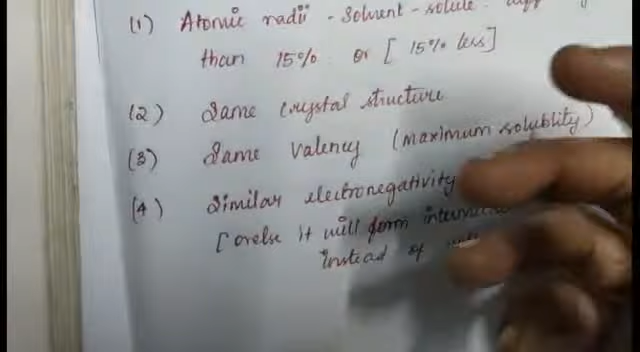 (1) Atomic radii - Solvent - solute
than 15% or [ 15% less]
(2) Same Crystal structure
(3) Same Valency (maximum solublity)
(4) Similar electronegativity
[ orelse it will form
instead of